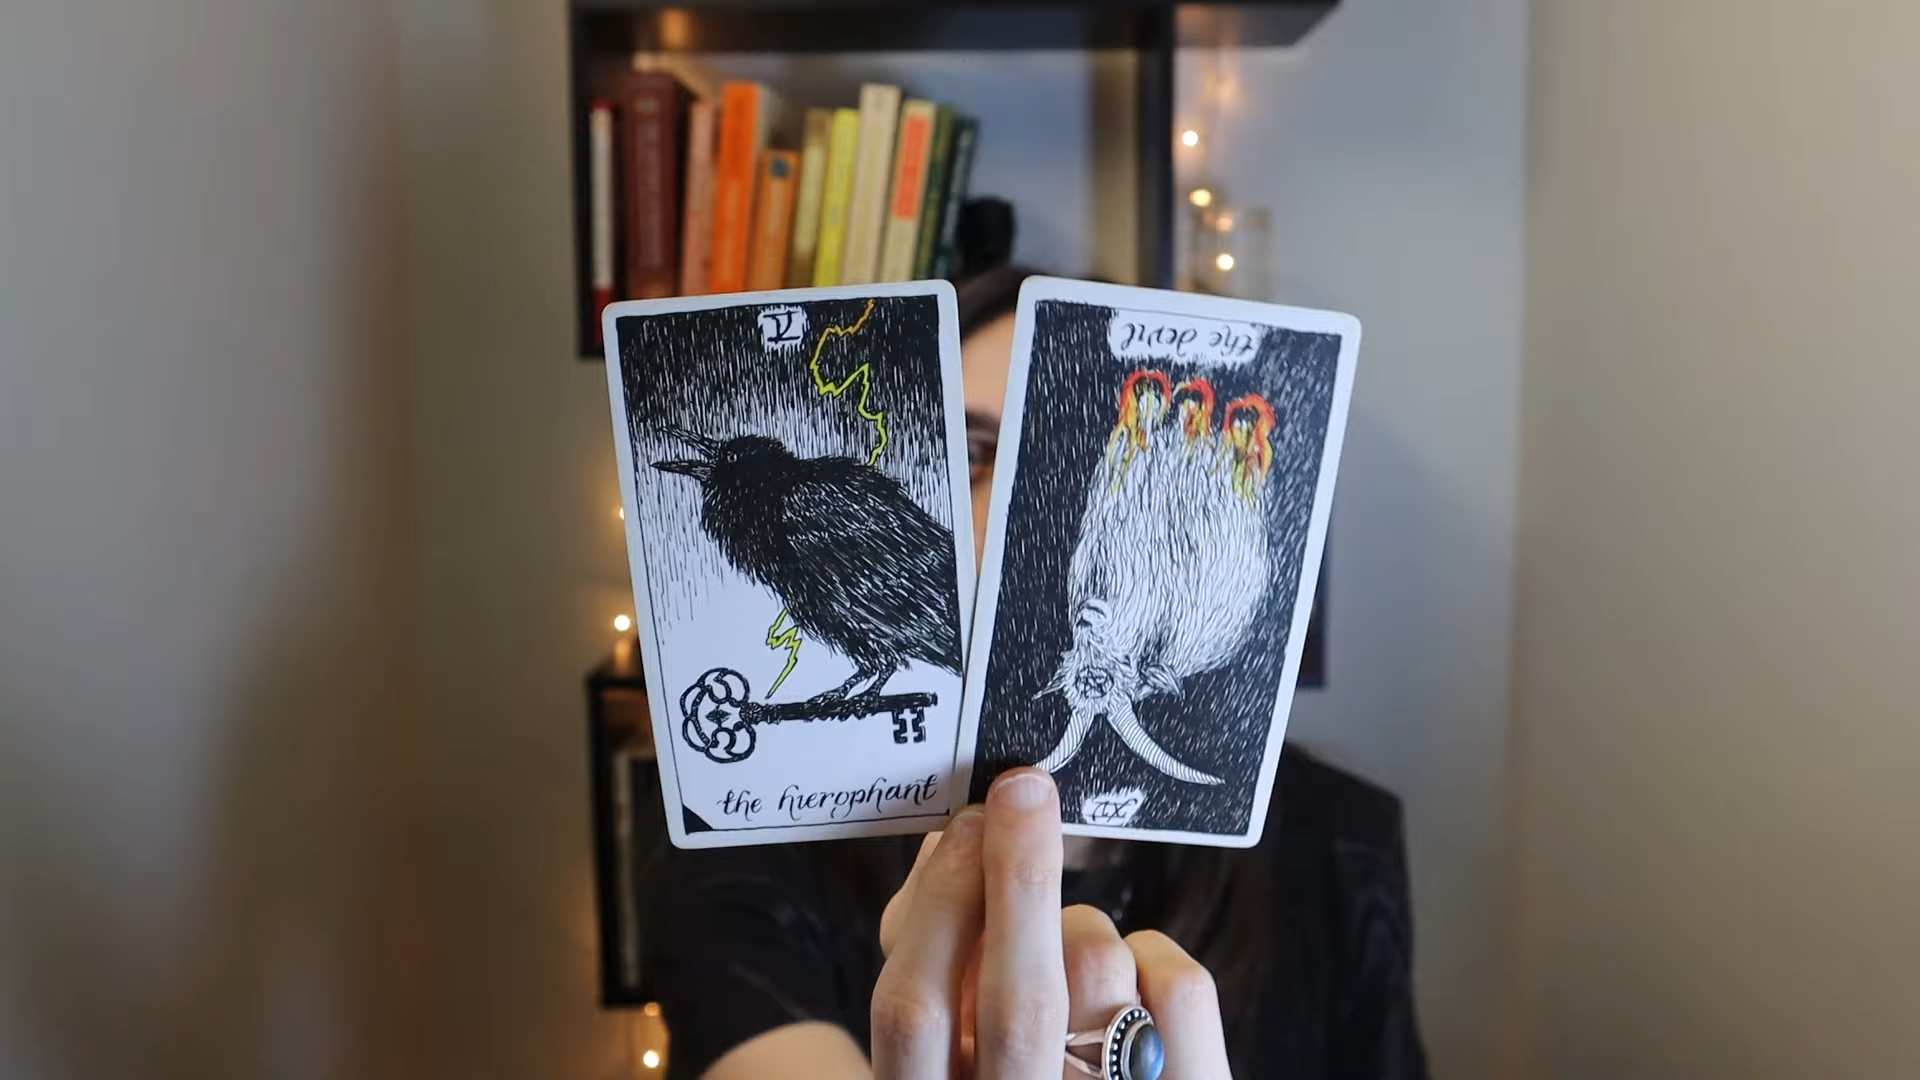 V
the hierophant
the devil
XV